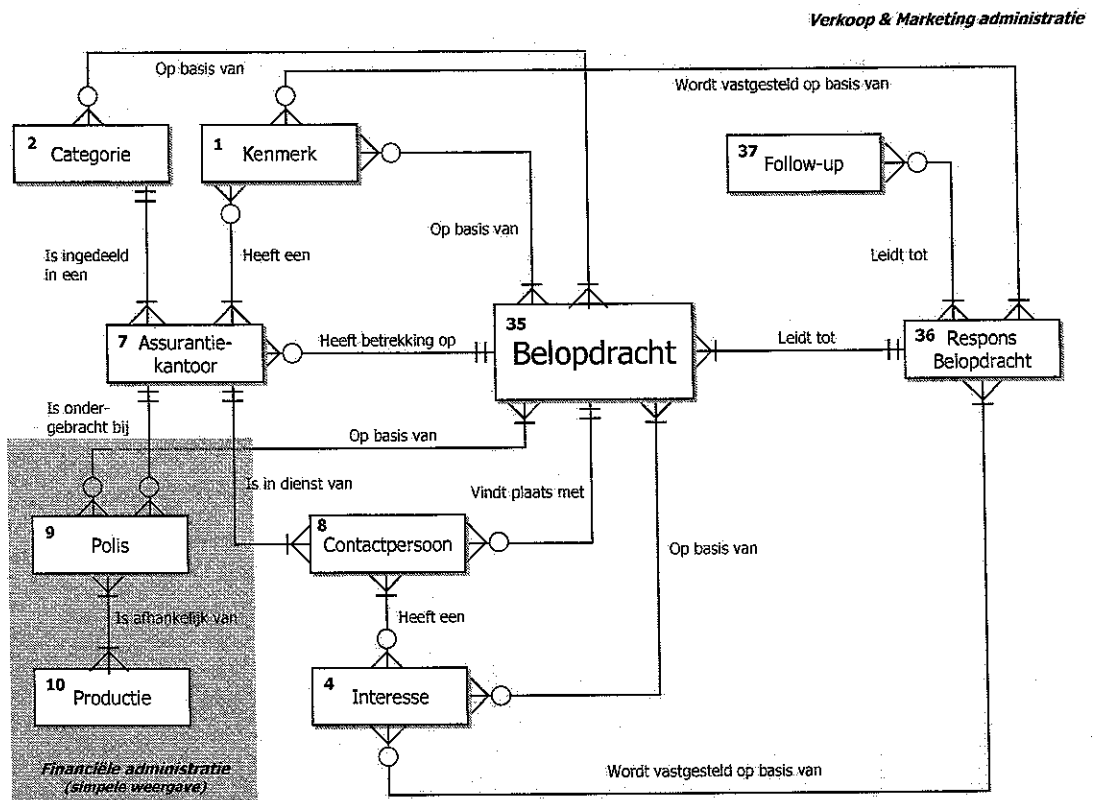 Verkoop & Marketing administratie
Op basis van
Wordt vastgesteld op basis van
2 Categorie
1 Kenmerk
37 Follow-up
Op basis van
Is ingedeeld
in een
Heeft een
Leidt tot
7 Assurantie-
kantoor
Heeft betrekking op
35
Belopdracht
Leidt tot
36 Respons
Belopdracht
Is onder-
gebracht bij
Op basis van
Is in dienst van
Vindt plaats met
9 Polis
8
Contactpersoon
Op basis van
Is afhankelijk van
Heeft een
10 Productie
4 Interesse
Financiële administratie
(simpele weergave)
Wordt vastgesteld op basis van